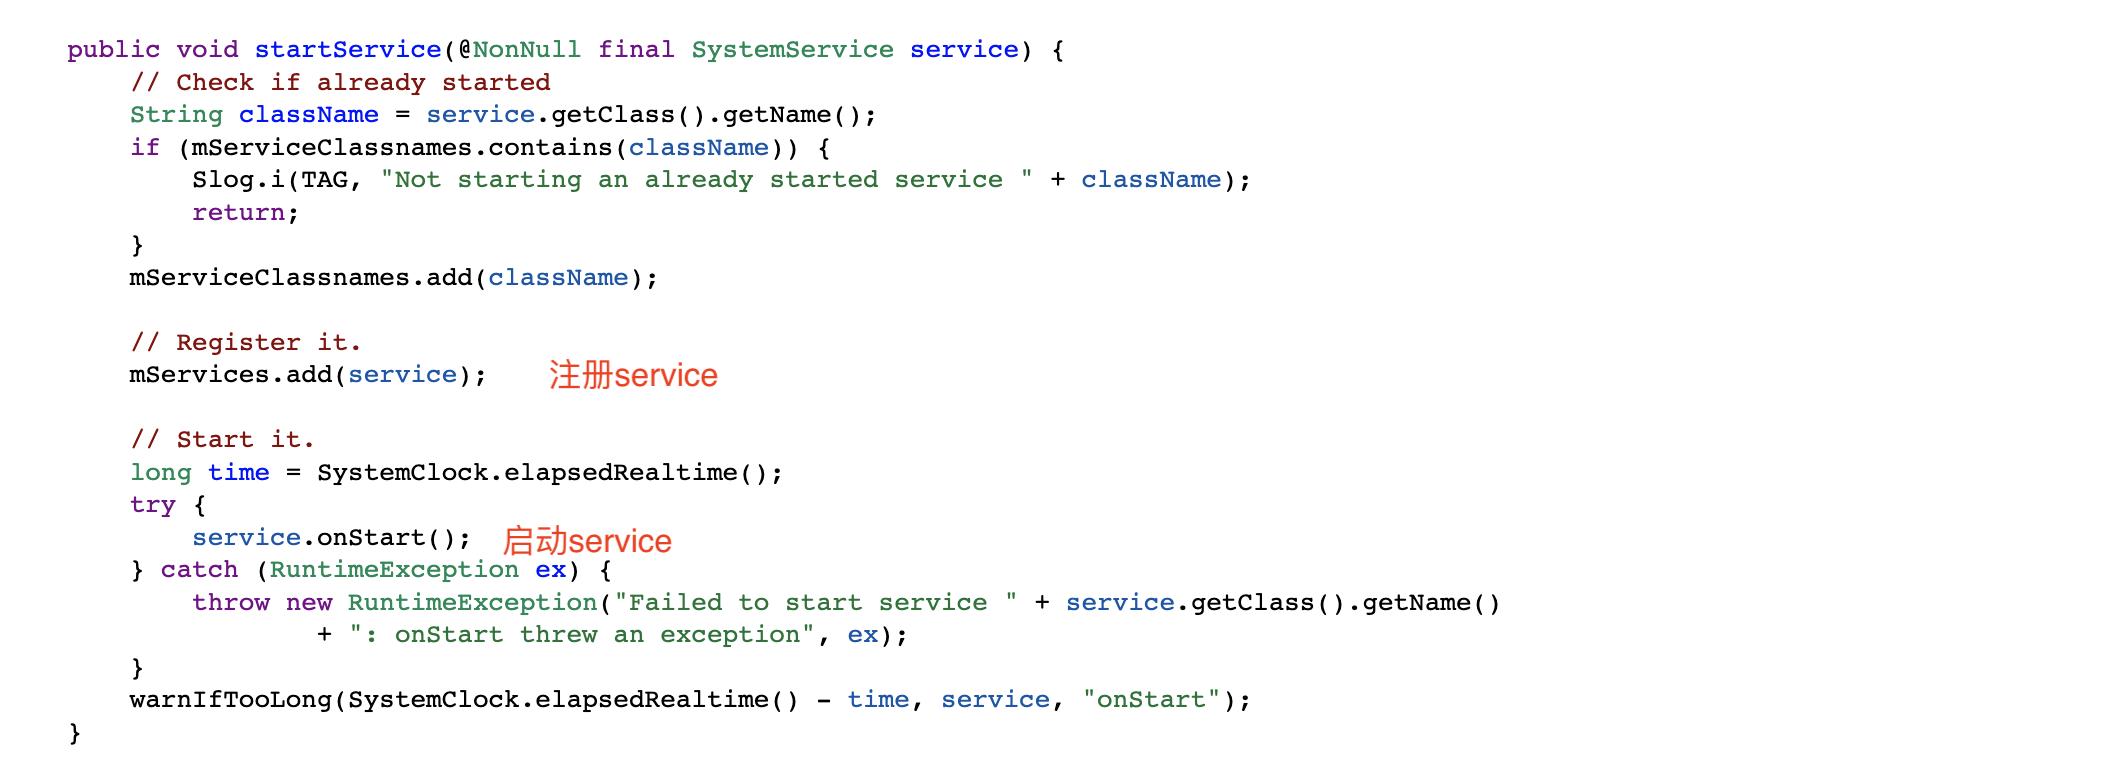 public void startService(@NonNull final SystemService service) {
    // Check if already started
    String className = service.getClass().getName();
    if (mServiceClassnames.contains(className)) {
        Slog.i(TAG, "Not starting an already started service " + className);
        return;
    }
    mServiceClassnames.add(className);

    // Register it.
    mServices.add(service);    注册service

    // Start it.
    long time = SystemClock.elapsedRealtime();
    try {
        service.onStart();  启动service
    } catch (RuntimeException ex) {
        throw new RuntimeException("Failed to start service " + service.getClass().getName()
                + ": onStart threw an exception", ex);
    }
    warnIfTooLong(SystemClock.elapsedRealtime() - time, service, "onStart");
}